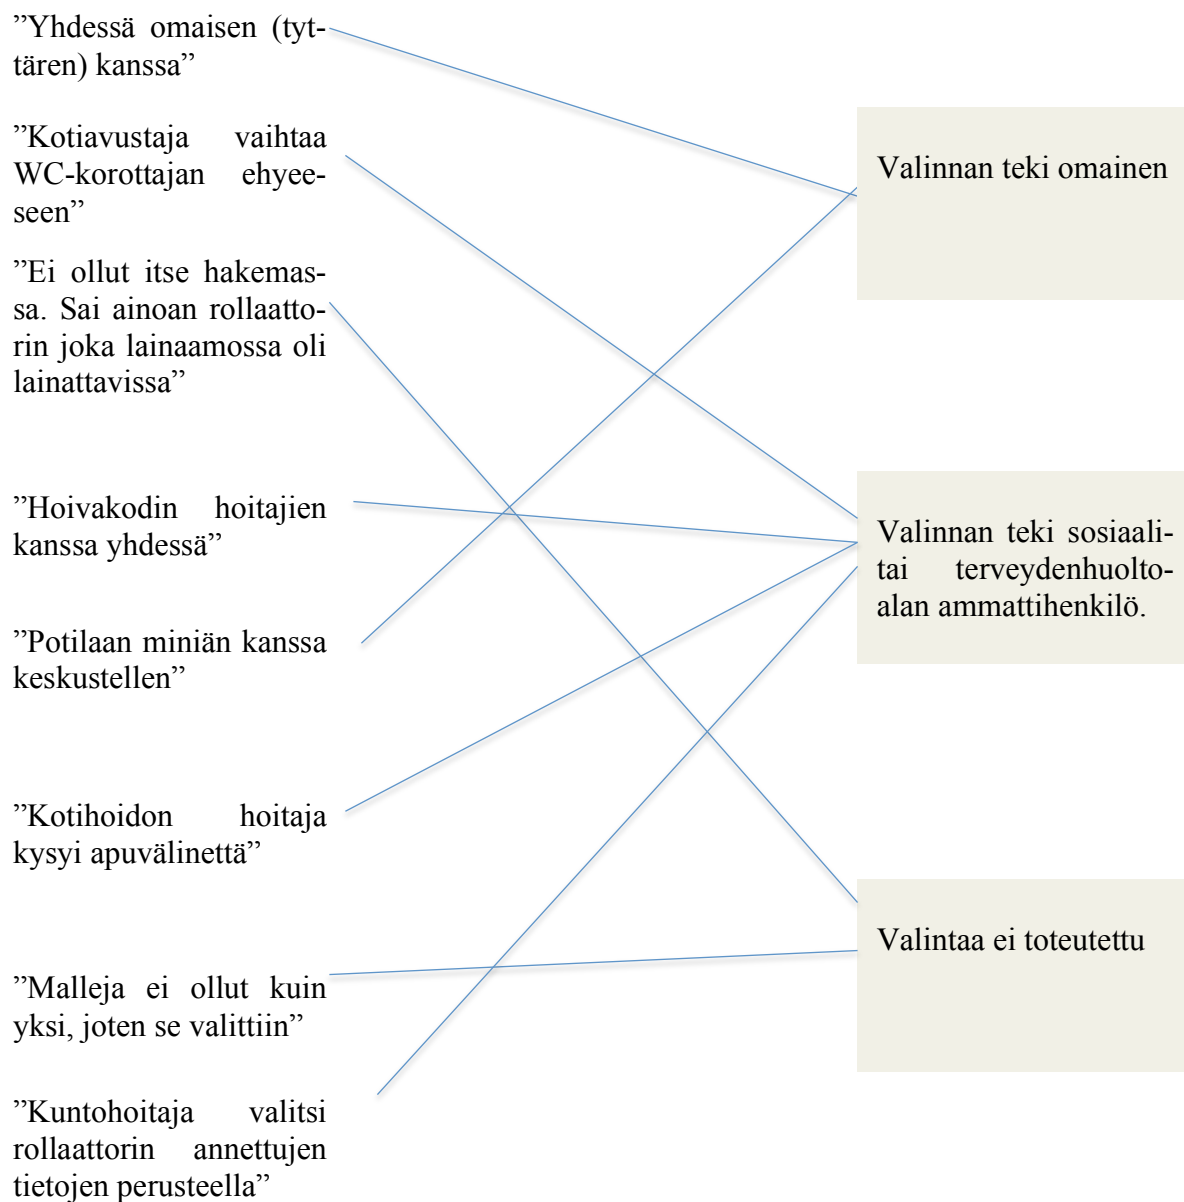 ”Yhdessä omaisen (tyt-
tären) kanssa”
”Kotiavustaja vaihtaa
WC-korottajan ehyee-
seen”
”Ei ollut itse hakemas-
sa. Sai ainoan rollaatto-
rin joka lainaamossa oli
lainattavissa”
”Hoivakodin hoitajien
kanssa yhdessä”
”Potilaan miniän kanssa
keskustellen”
”Kotihoidon hoitaja
kysyi apuvälinettä”
”Malleja ei ollut kuin
yksi, joten se valittiin”
”Kuntohoitaja valitsi
rollaattorin annettujen
tietojen perusteella”
Valinnan teki omainen
Valinnan teki sosiaali-
tai terveydenhuolto-
alan ammattihenkilö.
Valintaa ei toteutettu